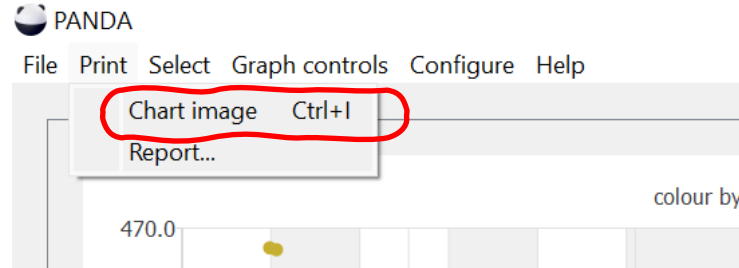 PANDA
File Print Select Graph controls Configure Help
Chart image Ctrl+I
Report...
colour by
470.0